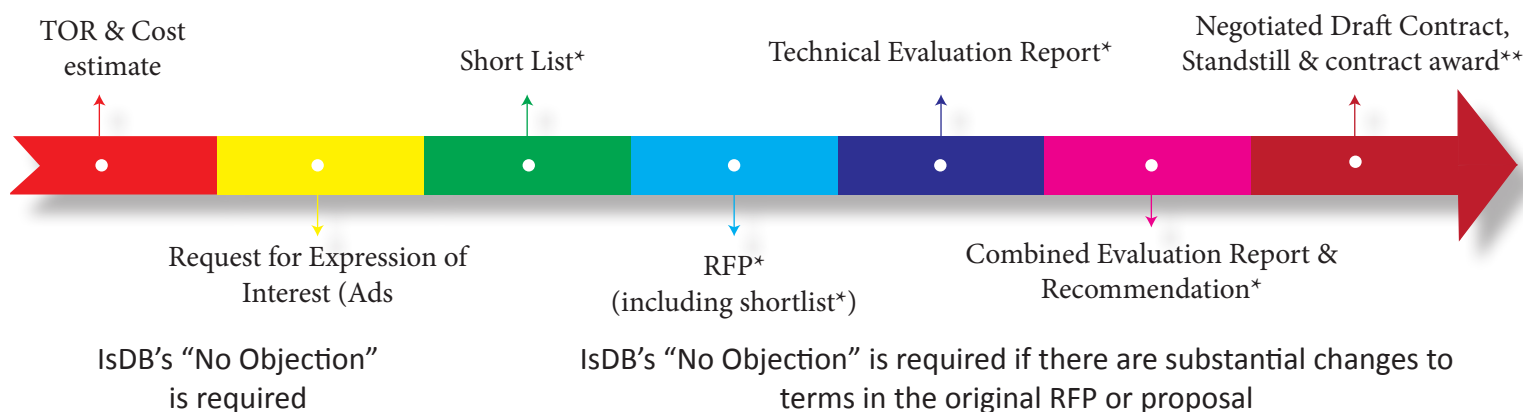 TOR & Cost
estimate
Request for Expression of
Interest (Ads
Short List*
RFP*
(including shortlist*)
Technical Evaluation Report*
Combined Evaluation Report &
Recommendation*
Negotiated Draft Contract,
Standstill & contract award**
IsDB's “No Objection”
is required
IsDB's “No Objection” is required if there are substantial changes to
terms in the original RFP or proposal